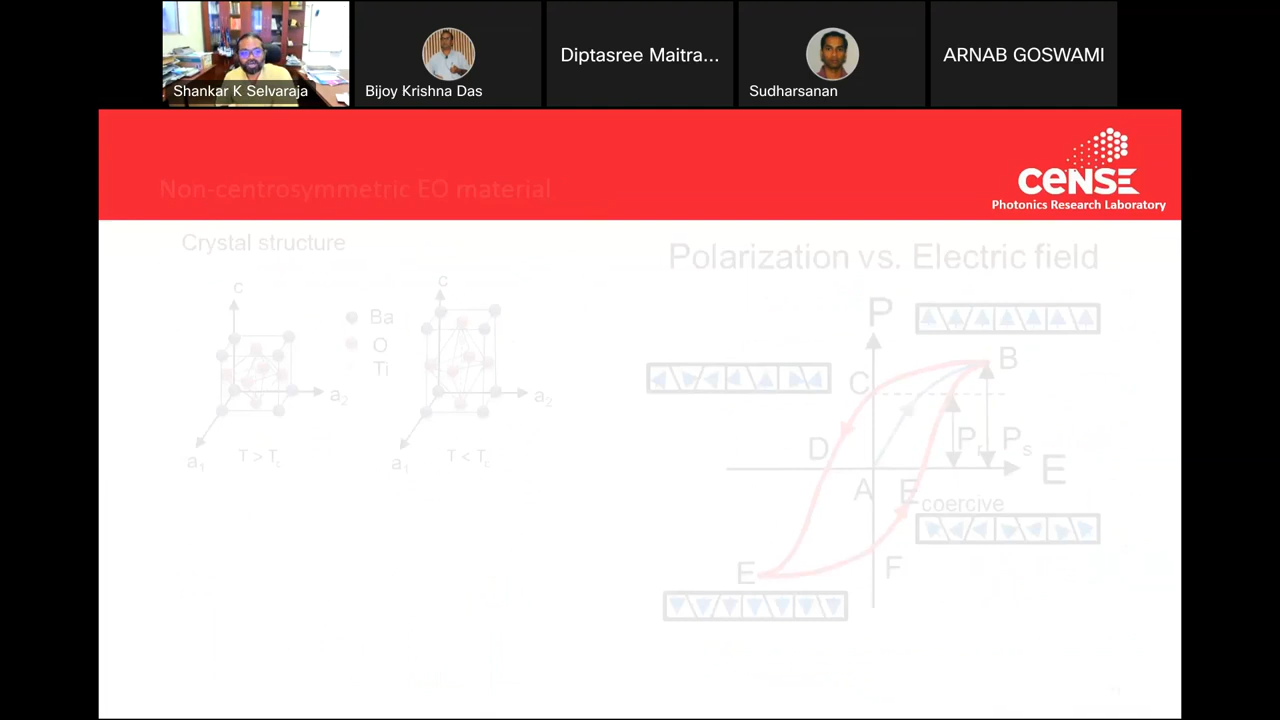 Shankar K Selvaraja
Bijoy Krishna Das
Diptasree Maitra...
Sudharsanan
ARNAB GOSWAMI
CENSE
Photonics Research Laboratory
Non-centrosymmetric EO material
Crystal structure
c
Ba
O
Ti
a2
a1
T > Tc
c
a2
a1
T < Tc
Polarization vs. Electric field
P
B
C
D
Pr
Ps
E
A
Ecoercive
E
F